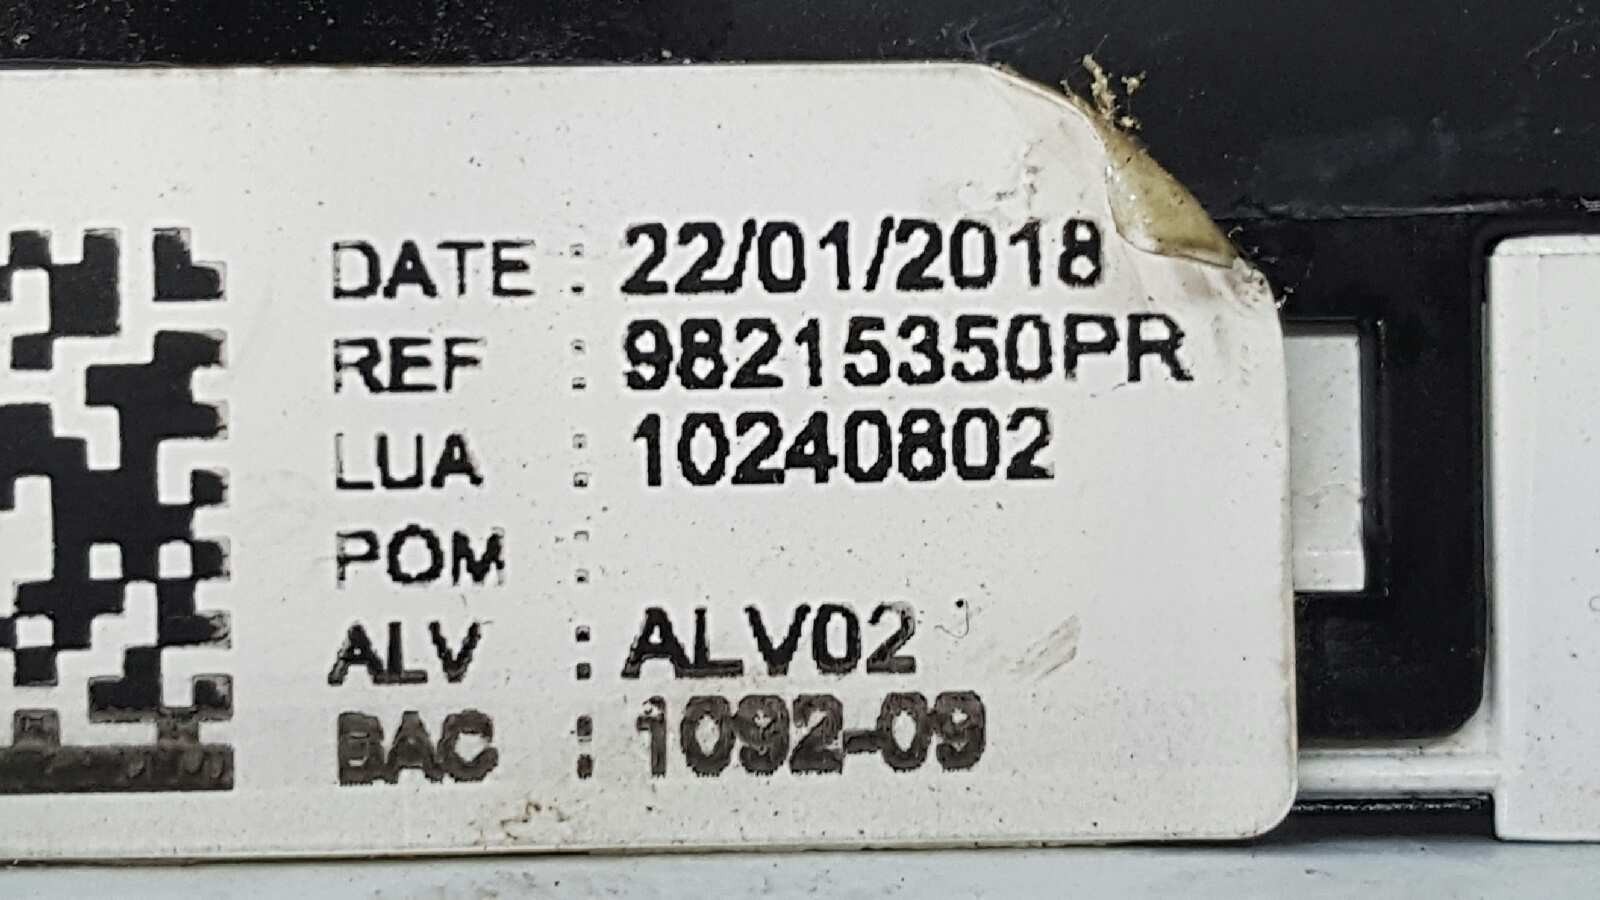 DATE : 22/01/2018
REF : 98215350PR
LUA : 10240802
POM :
ALV : ALV02
BAC : 1092-09